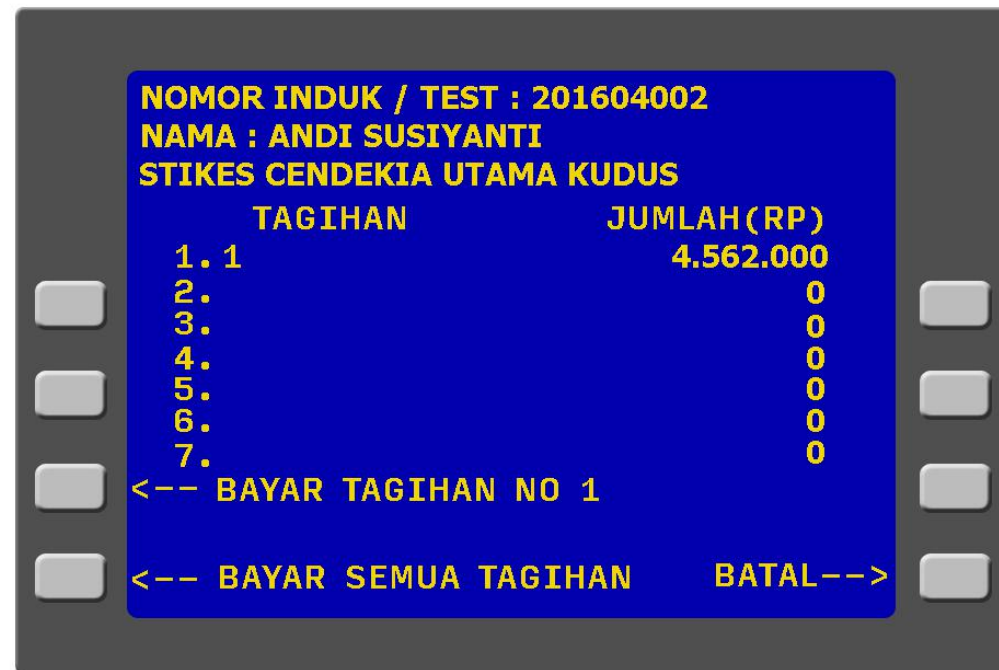 NOMOR INDUK / TEST : 201604002
NAMA : ANDI SUSIYANTI
STIKES CENDEKIA UTAMA KUDUS
TAGIHAN JUMLAH(RP)
1. 1 4.562.000
2. 0
3. 0
4. 0
5. 0
6. 0
7. 0
<-- BAYAR TAGIHAN NO 1
<-- BAYAR SEMUA TAGIHAN BATAL-->